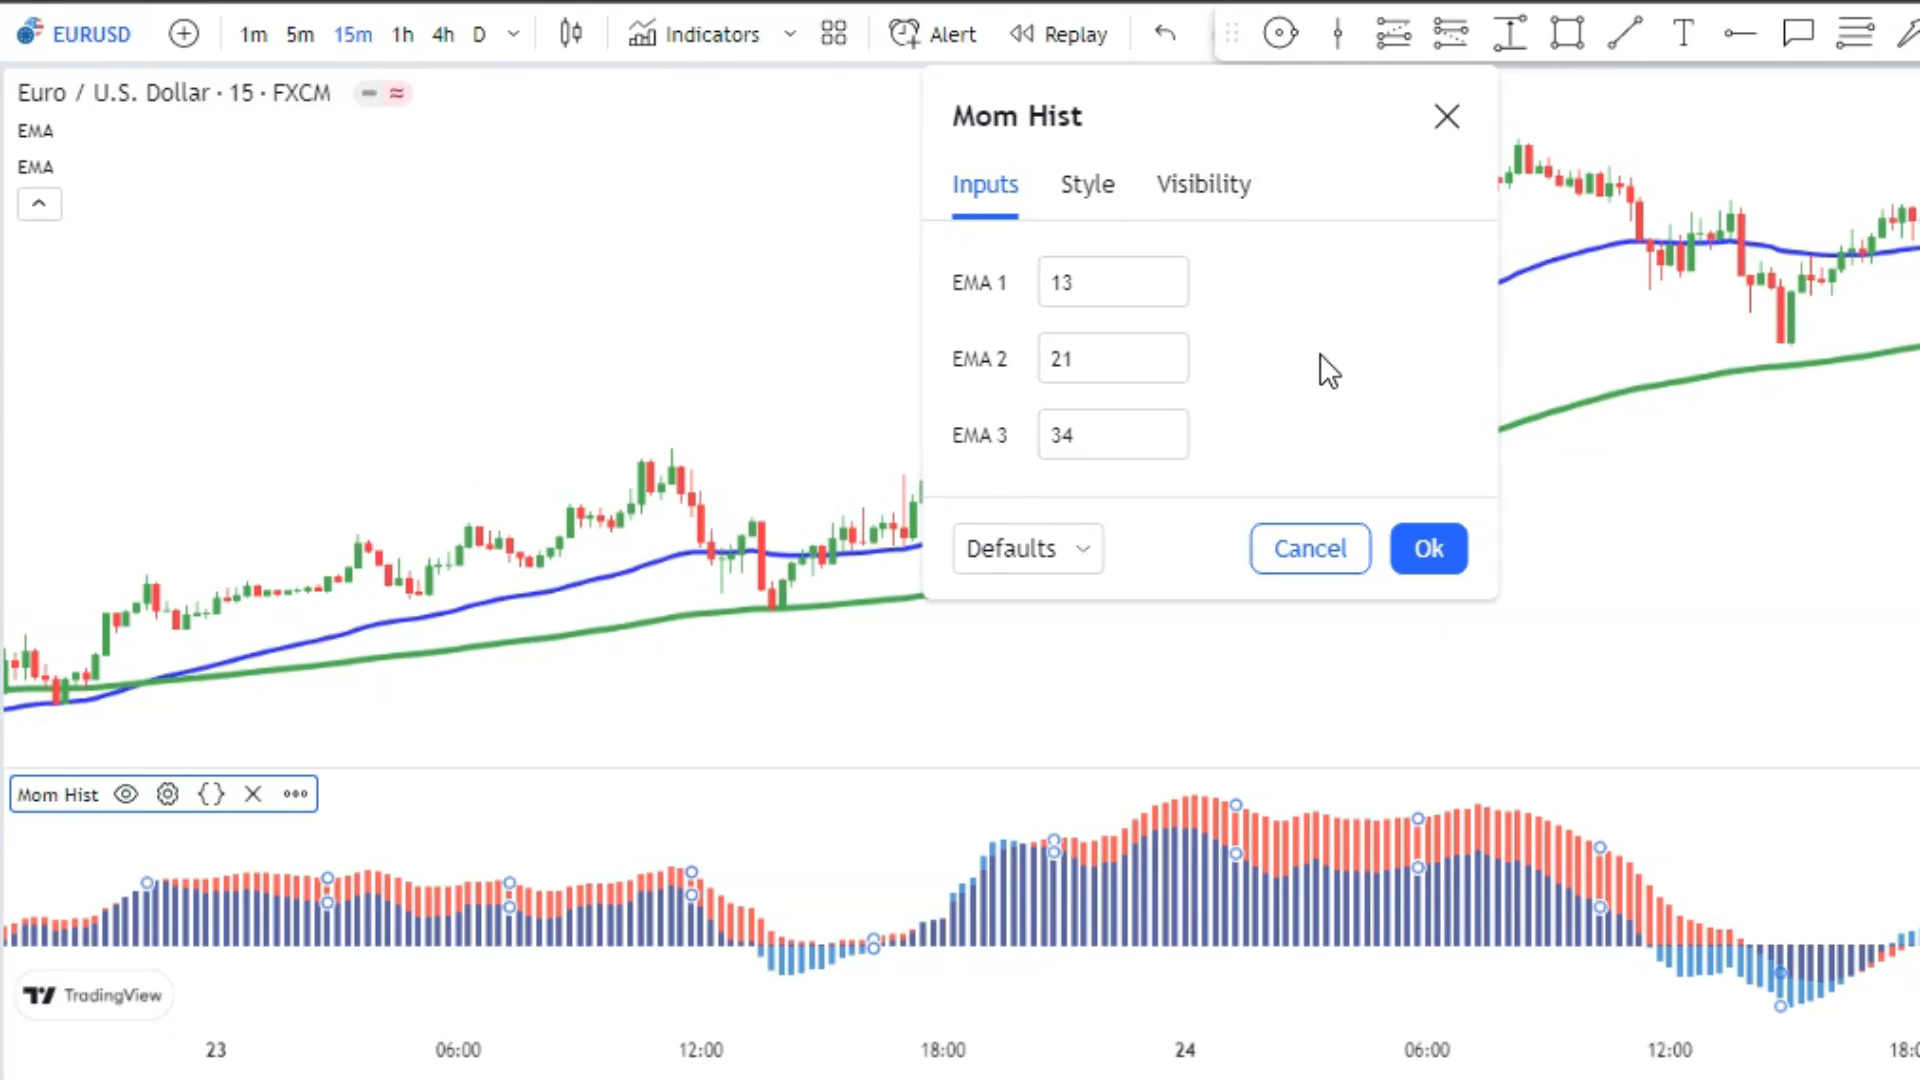 EURUSD 1m 5m 15m 1h 4h D Indicators Alert Replay T
Euro / U.S. Dollar · 15 · FXCM
EMA
EMA
Mom Hist
Inputs Style Visibility
EMA 1 13
EMA 2 21
EMA 3 34
Defaults Cancel Ok
Mom Hist
TradingView
23 06:00 12:00 18:00 24 06:00 12:00